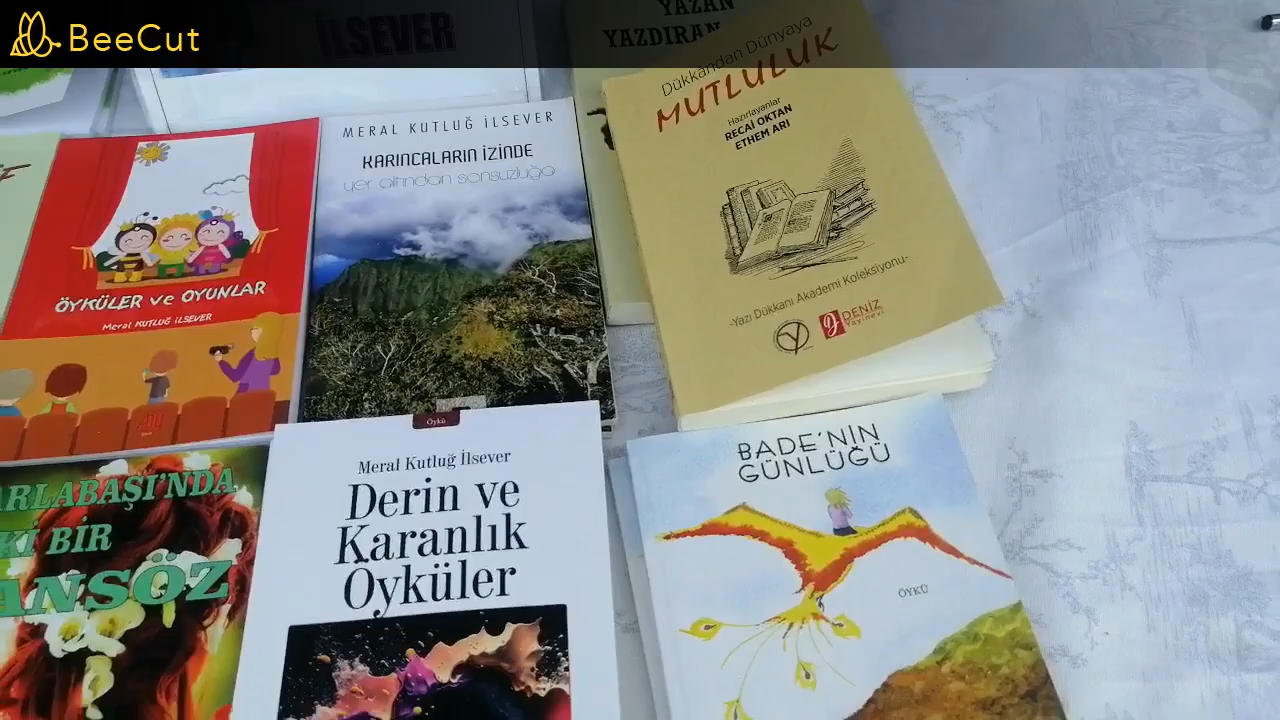 BeeCut
İLSEVER
YAZAN
YAZDIRAN
Dükkândan Dünyaya
MUTLULUK
Hazırlayanlar
RECAİ OKTAN
ETHEM ARI
-Yazı Dükkanı Akademi Koleksiyonu-
DENİZ
Yayınevi
MERAL KUTLUĞ İLSEVER
KARINCALARIN İZİNDE
yer altından sonsuzluğa
ÖYKÜLER ve OYUNLAR
Meral KUTLUĞ İLSEVER
ARLABAŞI'NDA
Kİ BİR
ANSÖZ
Öykü
Meral Kutluğ İlsever
Derin ve
Karanlık
Öyküler
BADE'NİN
GÜNLÜĞÜ
ÖYKÜ